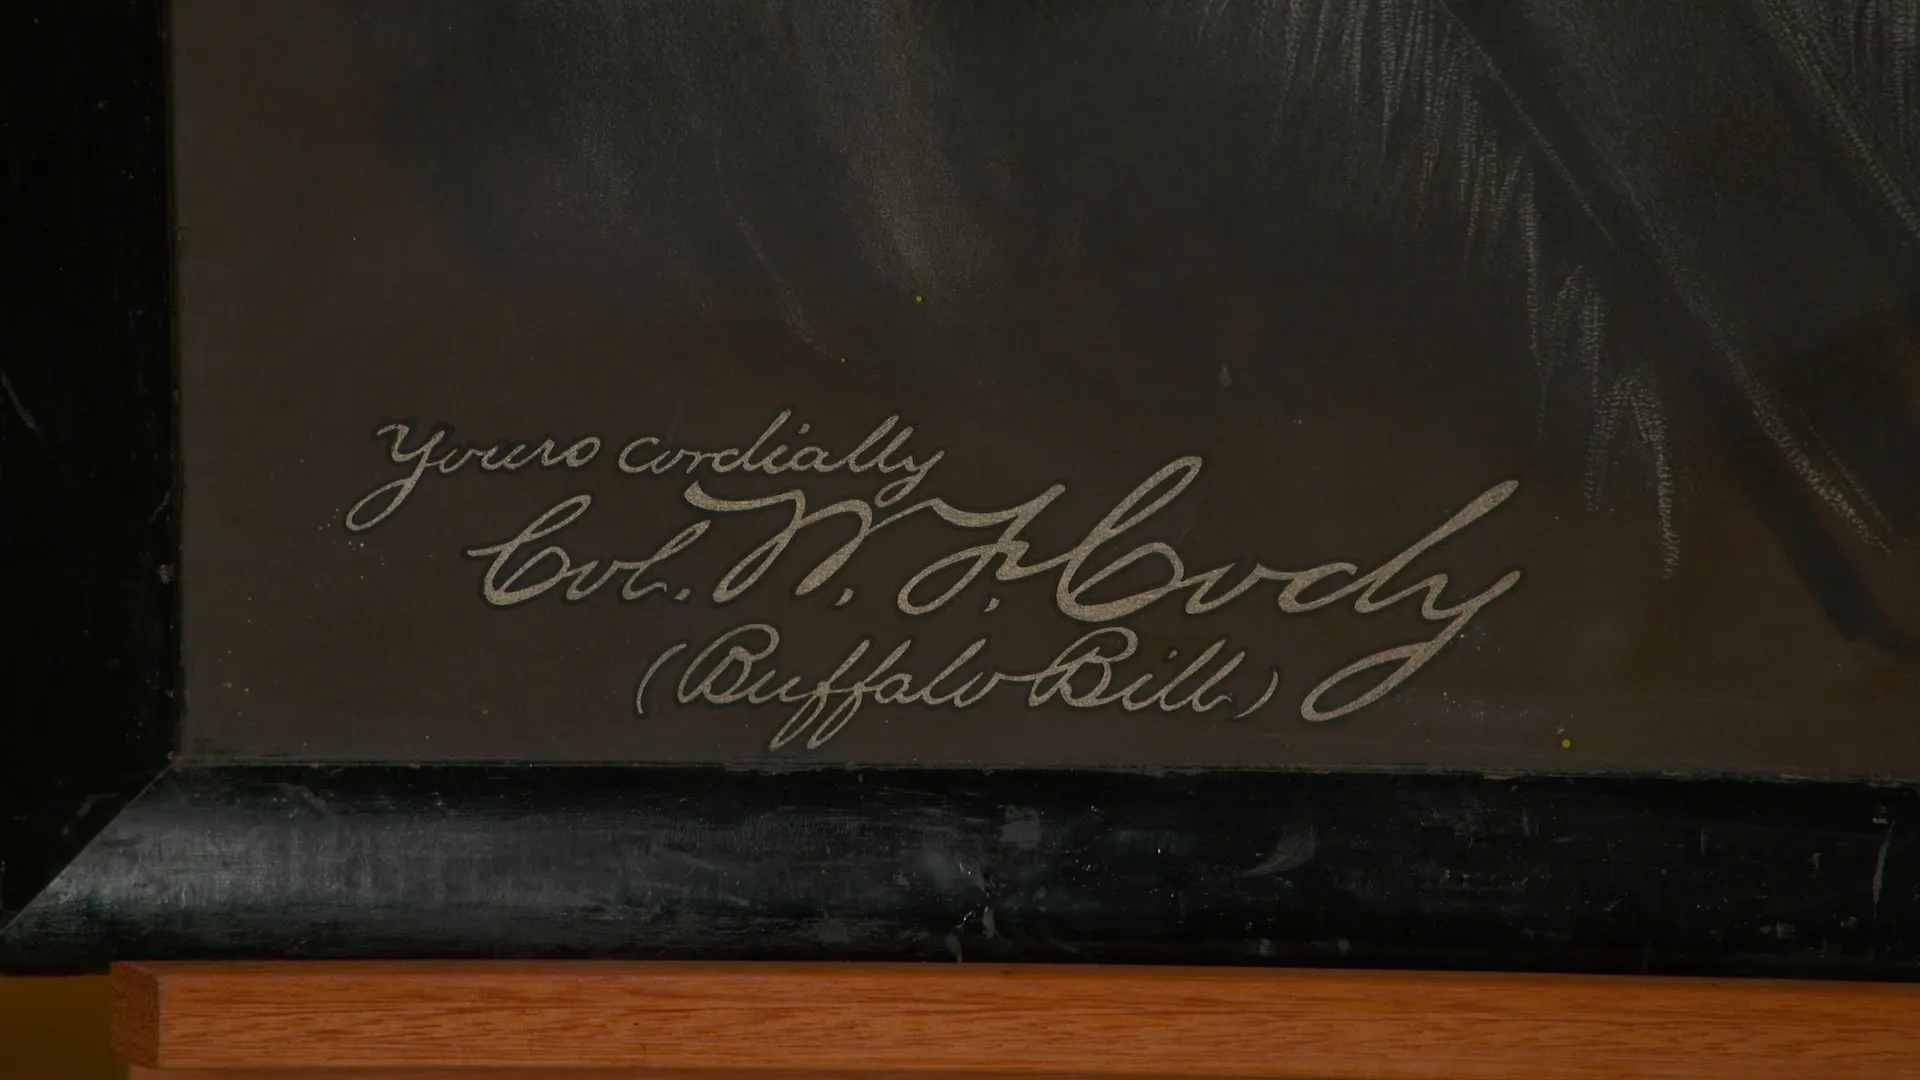 Yours cordially
Col. W. F. Cody
(Buffalo Bill)